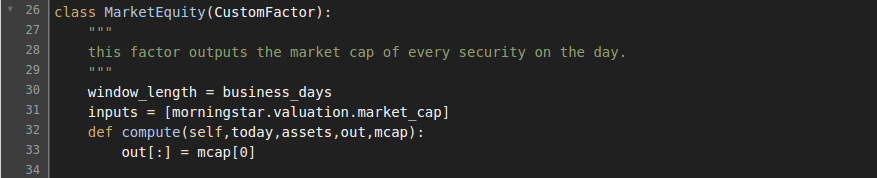 26 class MarketEquity(CustomFactor):
27     """
28     this factor outputs the market cap of every security on the day.
29     """
30     window_length = business_days
31     inputs = [morningstar.valuation.market_cap]
32     def compute(self,today,assets,out,mcap):
33         out[:] = mcap[0]
34